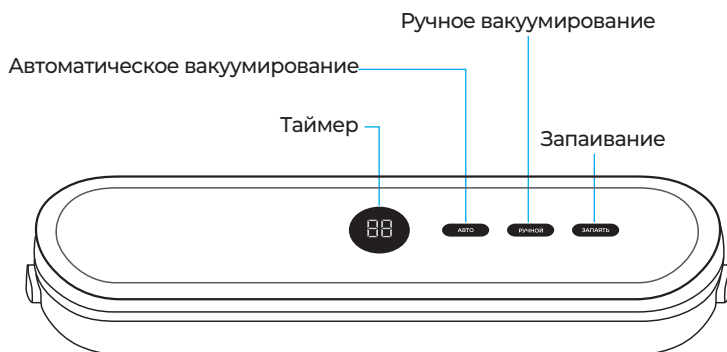 Ручное вакуумирование
Автоматическое вакуумирование
Таймер
Запаивание
88
АВТО
РУЧНОЙ
ЗАПАЯТЬ